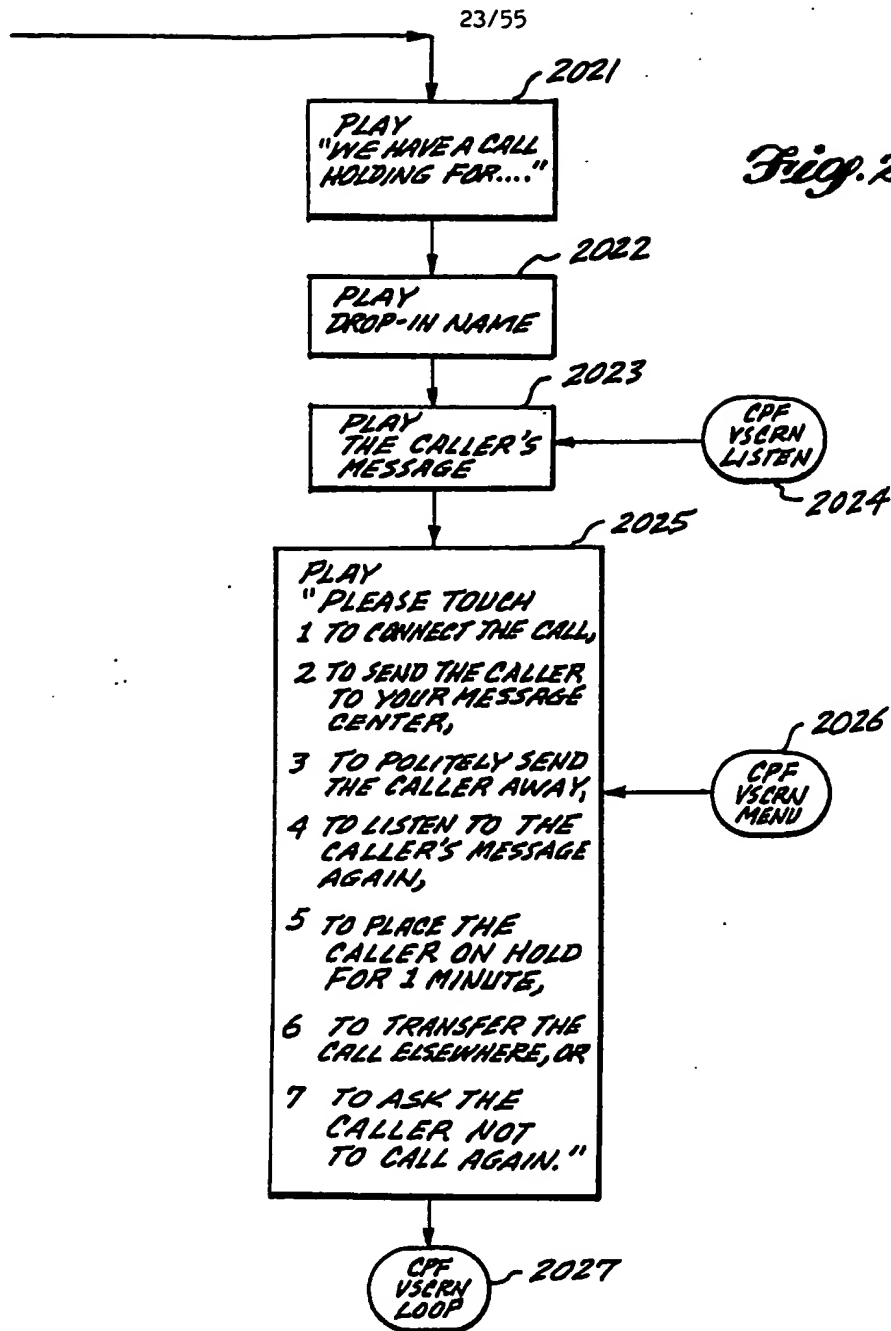 23/55
2021
PLAY
"WE HAVE A CALL
HOLDING FOR...."
Fig. 2
2022
PLAY
DROP-IN NAME
2023
PLAY
THE CALLER'S
MESSAGE
CPF
VSCRN
LISTEN
2024
2025
PLAY
"PLEASE TOUCH
1 TO CONNECT THE CALL,
2 TO SEND THE CALLER
TO YOUR MESSAGE
CENTER,
3 TO POLITELY SEND
THE CALLER AWAY,
4 TO LISTEN TO THE
CALLER'S MESSAGE
AGAIN,
5 TO PLACE THE
CALLER ON HOLD
FOR 1 MINUTE,
6 TO TRANSFER THE
CALL ELSEWHERE, OR
7 TO ASK THE
CALLER NOT
TO CALL AGAIN."
2026
CPF
VSCRN
MENU
CPF
VSCRN
LOOP
2027